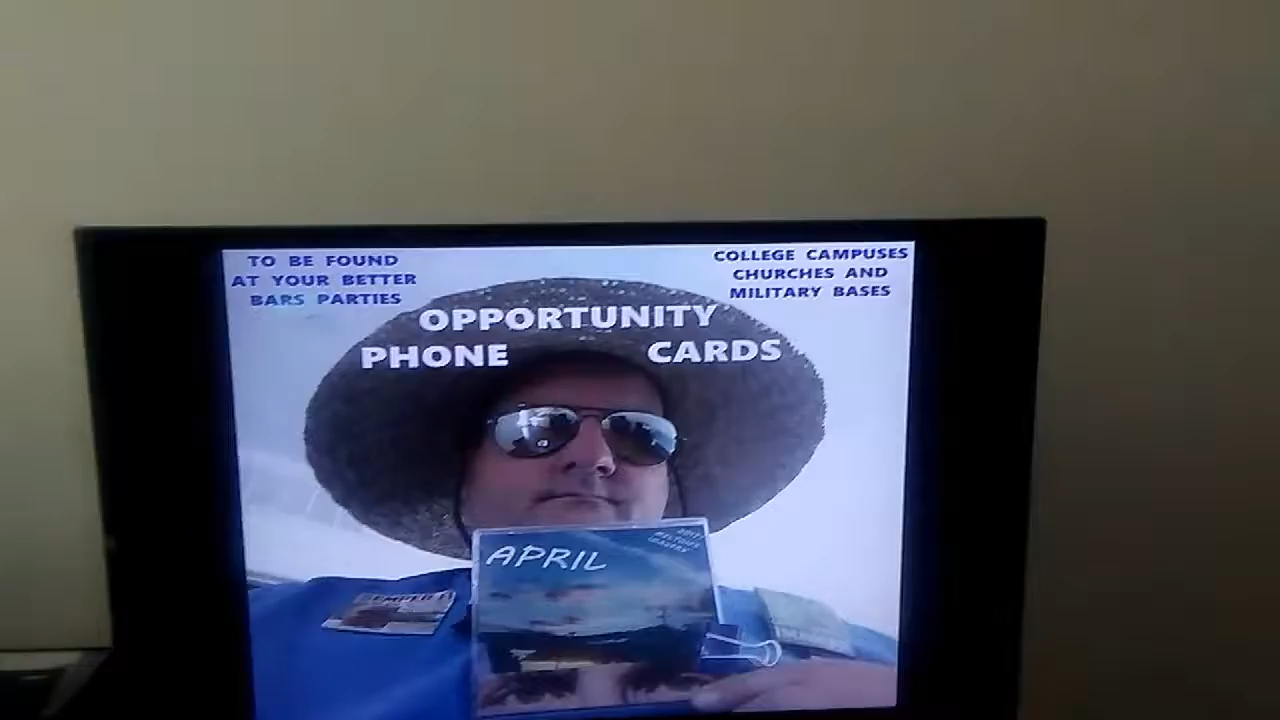 TO BE FOUND
AT YOUR BETTER
BARS PARTIES
COLLEGE CAMPUSES
CHURCHES AND
MILITARY BASES
OPPORTUNITY
PHONE CARDS
APRIL